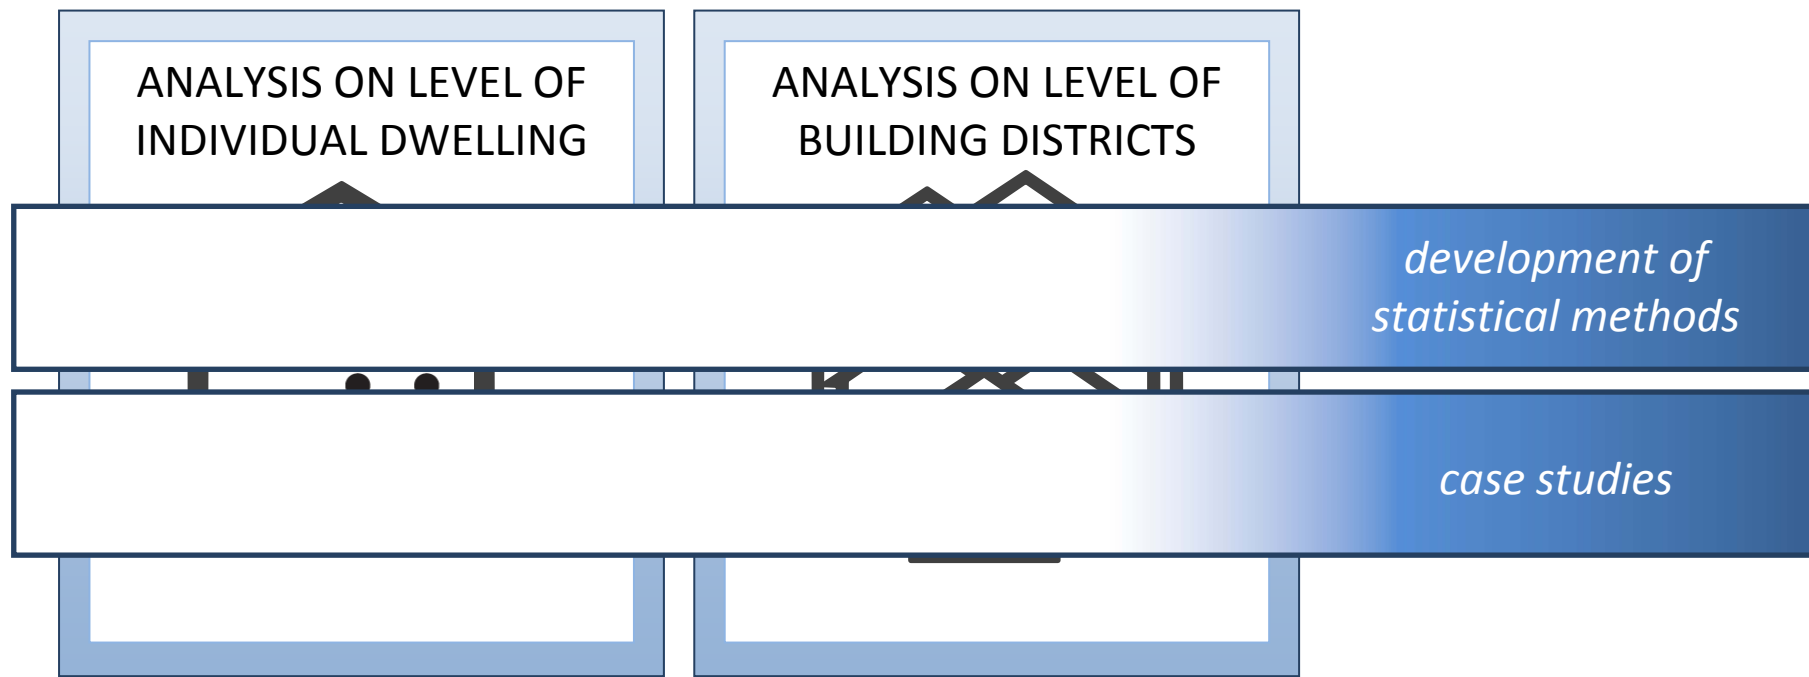 ANALYSIS ON LEVEL OF
INDIVIDUAL DWELLING
ANALYSIS ON LEVEL OF
BUILDING DISTRICTS
development of
statistical methods
case studies